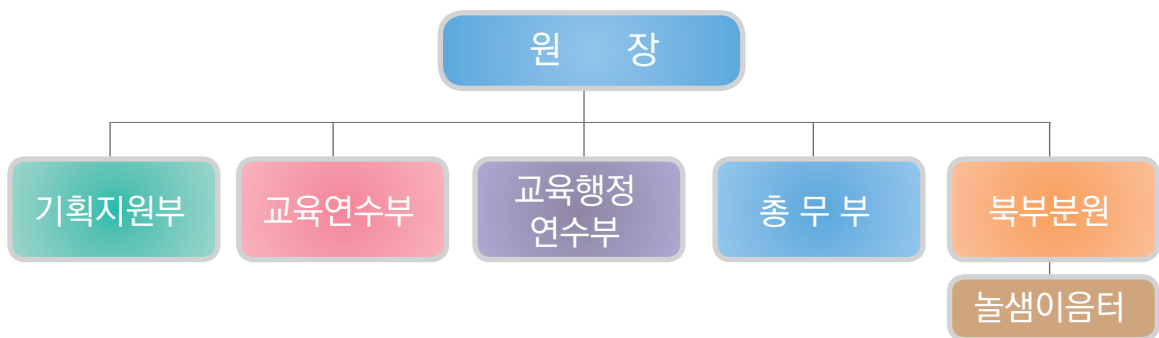 원 장
기획지원부
교육연수부
교육행정
연수부
총 무 부
북부분원
놀샘이음터